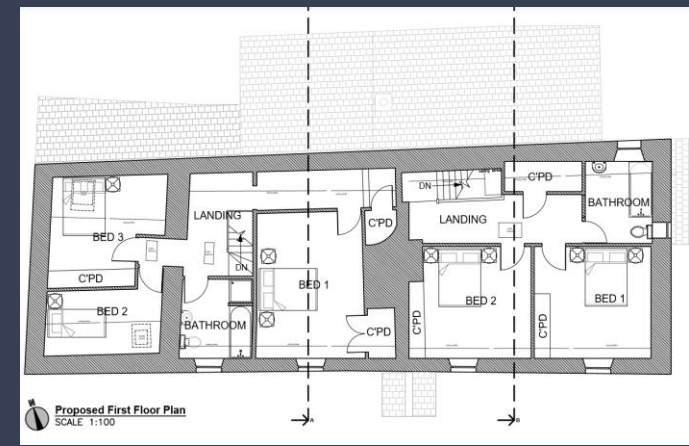 C'PD
DN
BATHROOM
LANDING
LANDING
C'PD
BED 3
DN
C'PD
BED 1
BED 2
BED 1
BED 2
BATHROOM
C'PD
C'PD
C'PD
N
Proposed First Floor Plan
SCALE 1:100
A
B